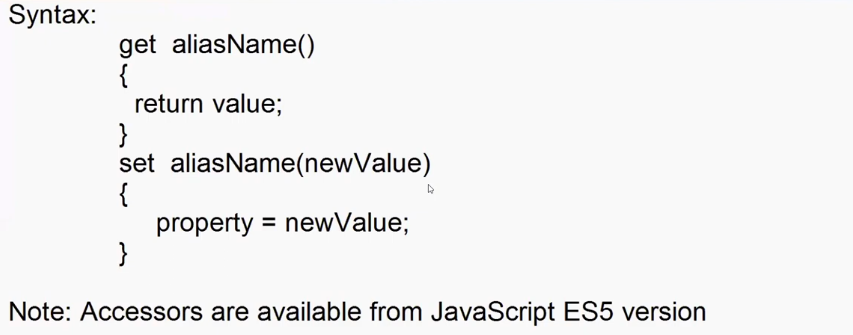 Syntax:
get aliasName()
{
return value;
}
set aliasName(newValue)
{
property = newValue;
}
Note: Accessors are available from JavaScript ES5 version